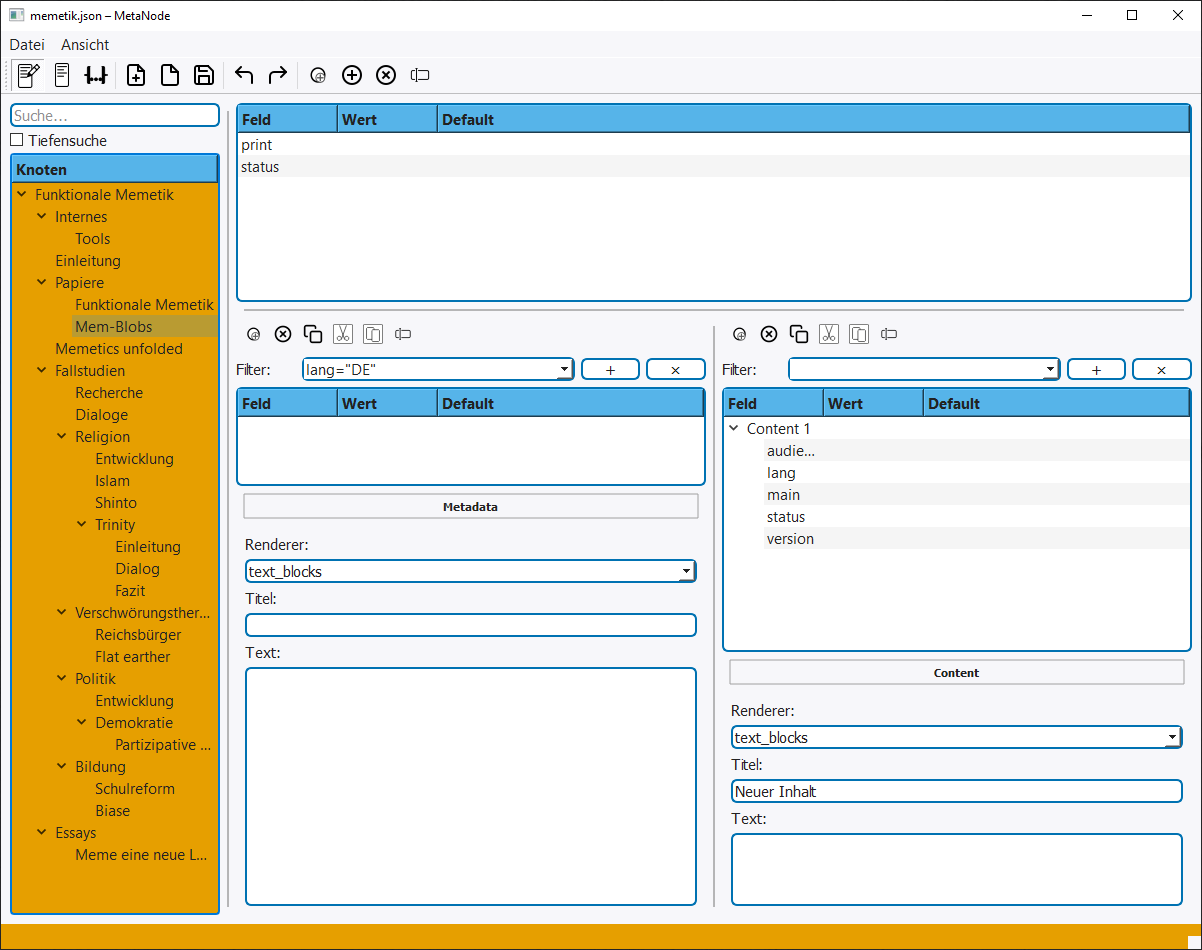 memetik.json – MetaNode
Datei Ansicht
Suche...
Tiefensuche
Knoten
Funktionale Memetik
Internes
Tools
Einleitung
Papiere
Funktionale Memetik
Mem-Blobs
Memetics unfolded
Fallstudien
Recherche
Dialoge
Religion
Entwicklung
Islam
Shinto
Trinity
Einleitung
Dialog
Fazit
Verschwörungsther...
Reichsbürger
Flat earther
Politik
Entwicklung
Demokratie
Partizipative ...
Bildung
Schulreform
Biase
Essays
Meme eine neue L...
Feld Wert Default
print
status
Filter: lang="DE" + ×
Feld Wert Default
Metadata
Renderer:
text_blocks
Titel:
Text:
Filter: + ×
Feld Wert Default
Content 1
audie...
lang
main
status
version
Content
Renderer:
text_blocks
Titel:
Neuer Inhalt
Text: